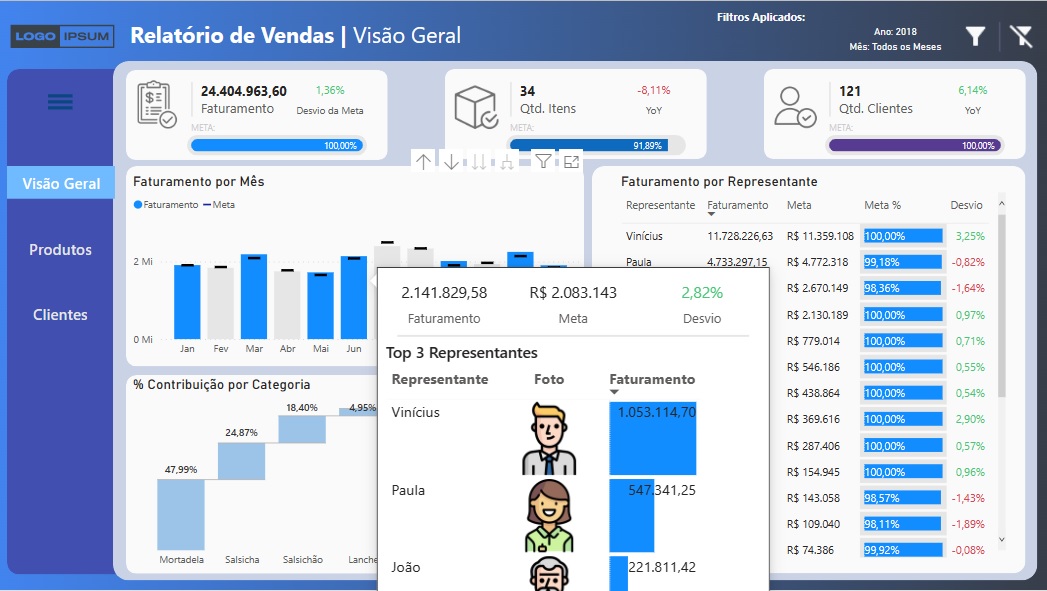 LOGO IPSUM
Relatório de Vendas | Visão Geral
Filtros Aplicados:
Ano: 2018
Mês: Todos os Meses
24.404.963,60
1,36%
Faturamento
Desvio da Meta
META:
100,00%
34
-8,11%
Qtd. Itens
YoY
META:
91,89%
121
6,14%
Qtd. Clientes
YoY
META:
100,00%
Visão Geral
Produtos
Clientes
Faturamento por Mês
Faturamento
Meta
2 Mi
0 Mi
Jan Fev Mar Abr Mai Jun
% Contribuição por Categoria
47,99%
24,87%
18,40%
4,95%
Mortadela Salsicha Salsichão Lanche
Faturamento por Representante
Representante Faturamento Meta Meta % Desvio
Vinícius 11.728.226,63 R$ 11.359.108 100,00% 3,25%
Paula 4.733.297,15 R$ 4.772.318 99,18% -0,82%
R$ 2.670.149 98,36% -1,64%
R$ 2.130.189 100,00% 0,97%
R$ 779.014 100,00% 0,71%
R$ 546.186 100,00% 0,55%
R$ 438.864 100,00% 0,54%
R$ 369.616 100,00% 2,90%
R$ 287.406 100,00% 0,57%
R$ 154.945 100,00% 0,96%
R$ 143.058 98,57% -1,43%
R$ 109.040 98,11% -1,89%
R$ 74.386 99,92% -0,08%
2.141.829,58 R$ 2.083.143 2,82%
Faturamento Meta Desvio
Top 3 Representantes
Representante Foto Faturamento
Vinícius 1.053.114,70
Paula 547.341,25
João 221.811,42